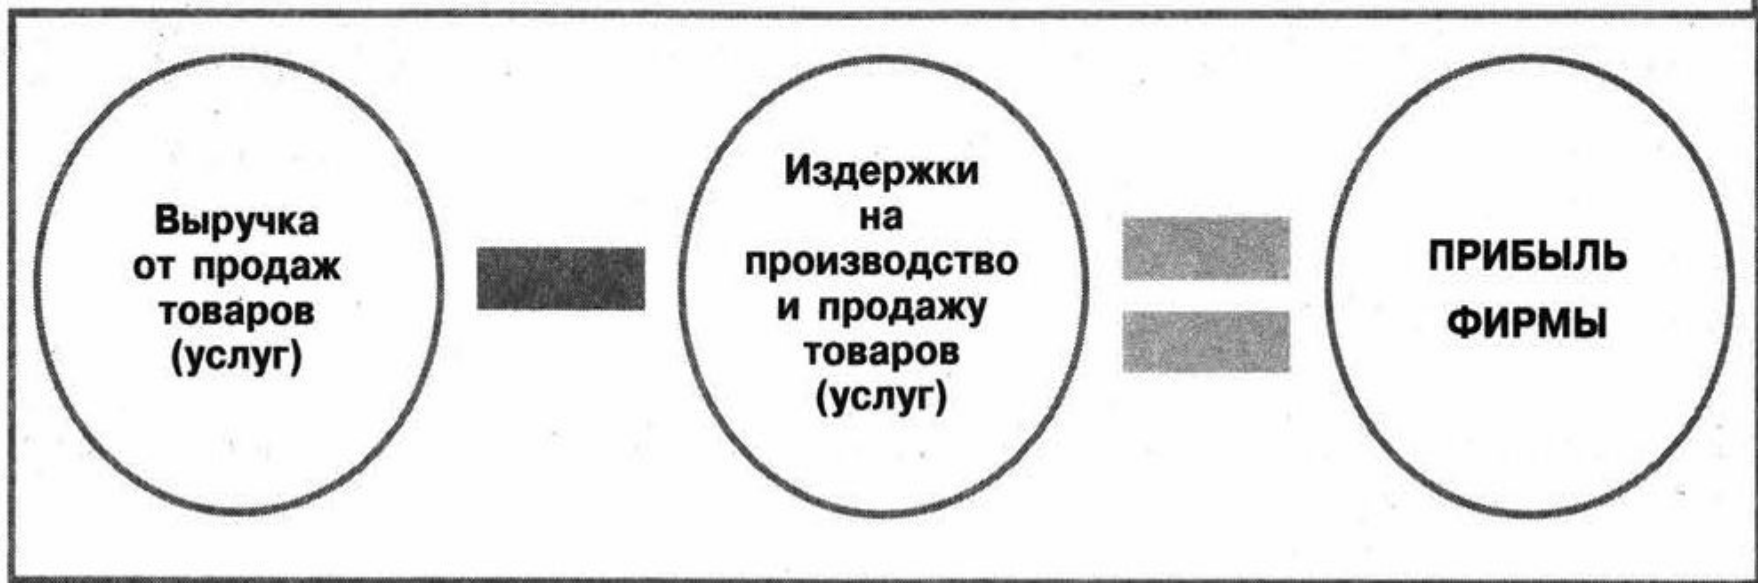 Выручка
от продаж
товаров
(услуг)
Издержки
на
производство
и продажу
товаров
(услуг)
ПРИБЫЛЬ
ФИРМЫ